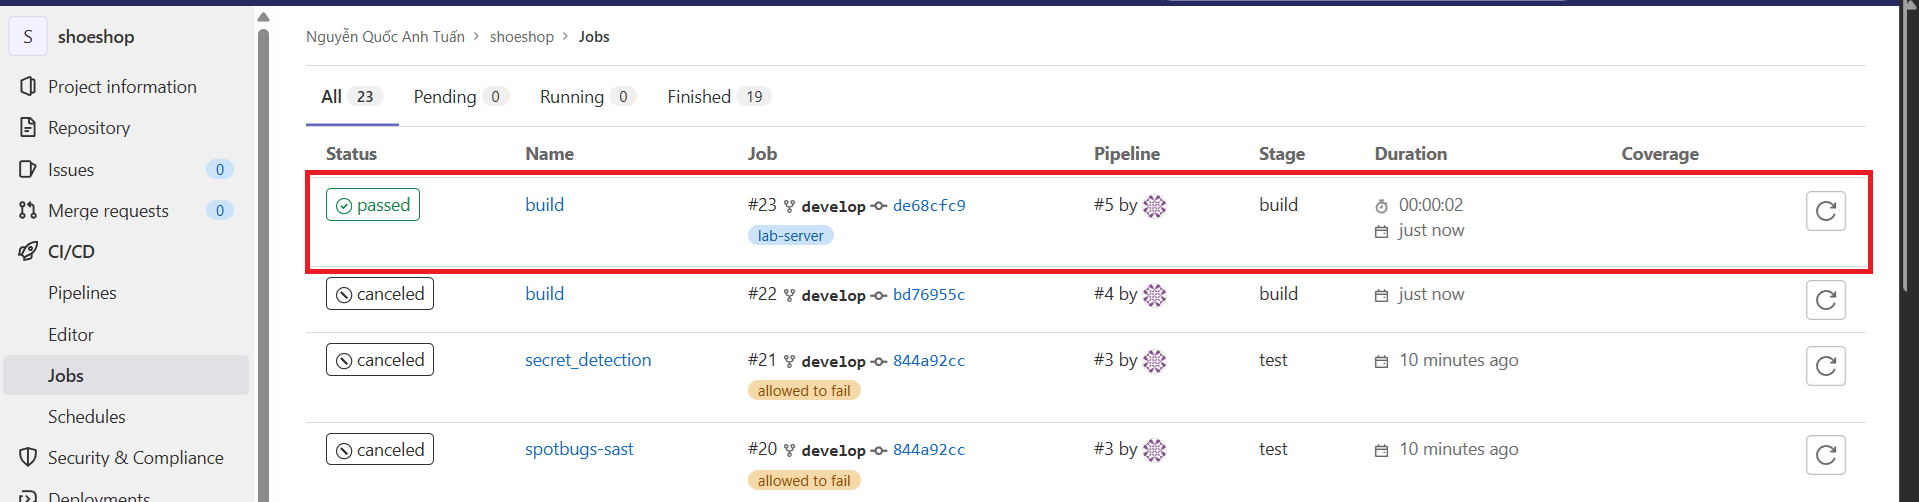 S shoeshop
Project information
Repository
Issues 0
Merge requests 0
CI/CD
Pipelines
Editor
Jobs
Schedules
Security & Compliance
Deployments
Nguyễn Quốc Anh Tuấn > shoeshop > Jobs
All 23 Pending 0 Running 0 Finished 19
Status Name Job Pipeline Stage Duration Coverage
passed build #23 develop de68cfc9 #5 by build 00:00:02
lab-server just now
canceled build #22 develop bd76955c #4 by build just now
canceled secret_detection #21 develop 844a92cc #3 by test 10 minutes ago
allowed to fail
canceled spotbugs-sast #20 develop 844a92cc #3 by test 10 minutes ago
allowed to fail